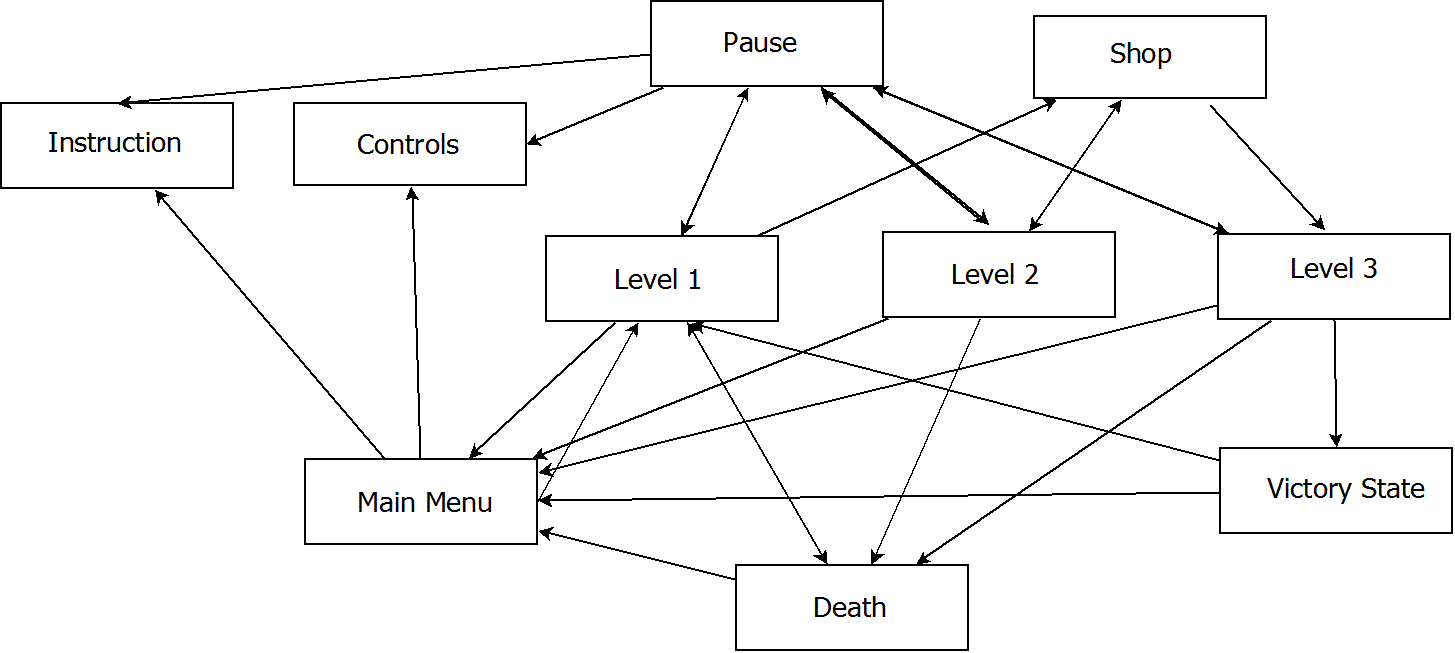 Pause
Shop
Instruction
Controls
Level 1
Level 2
Level 3
Main Menu
Victory State
Death